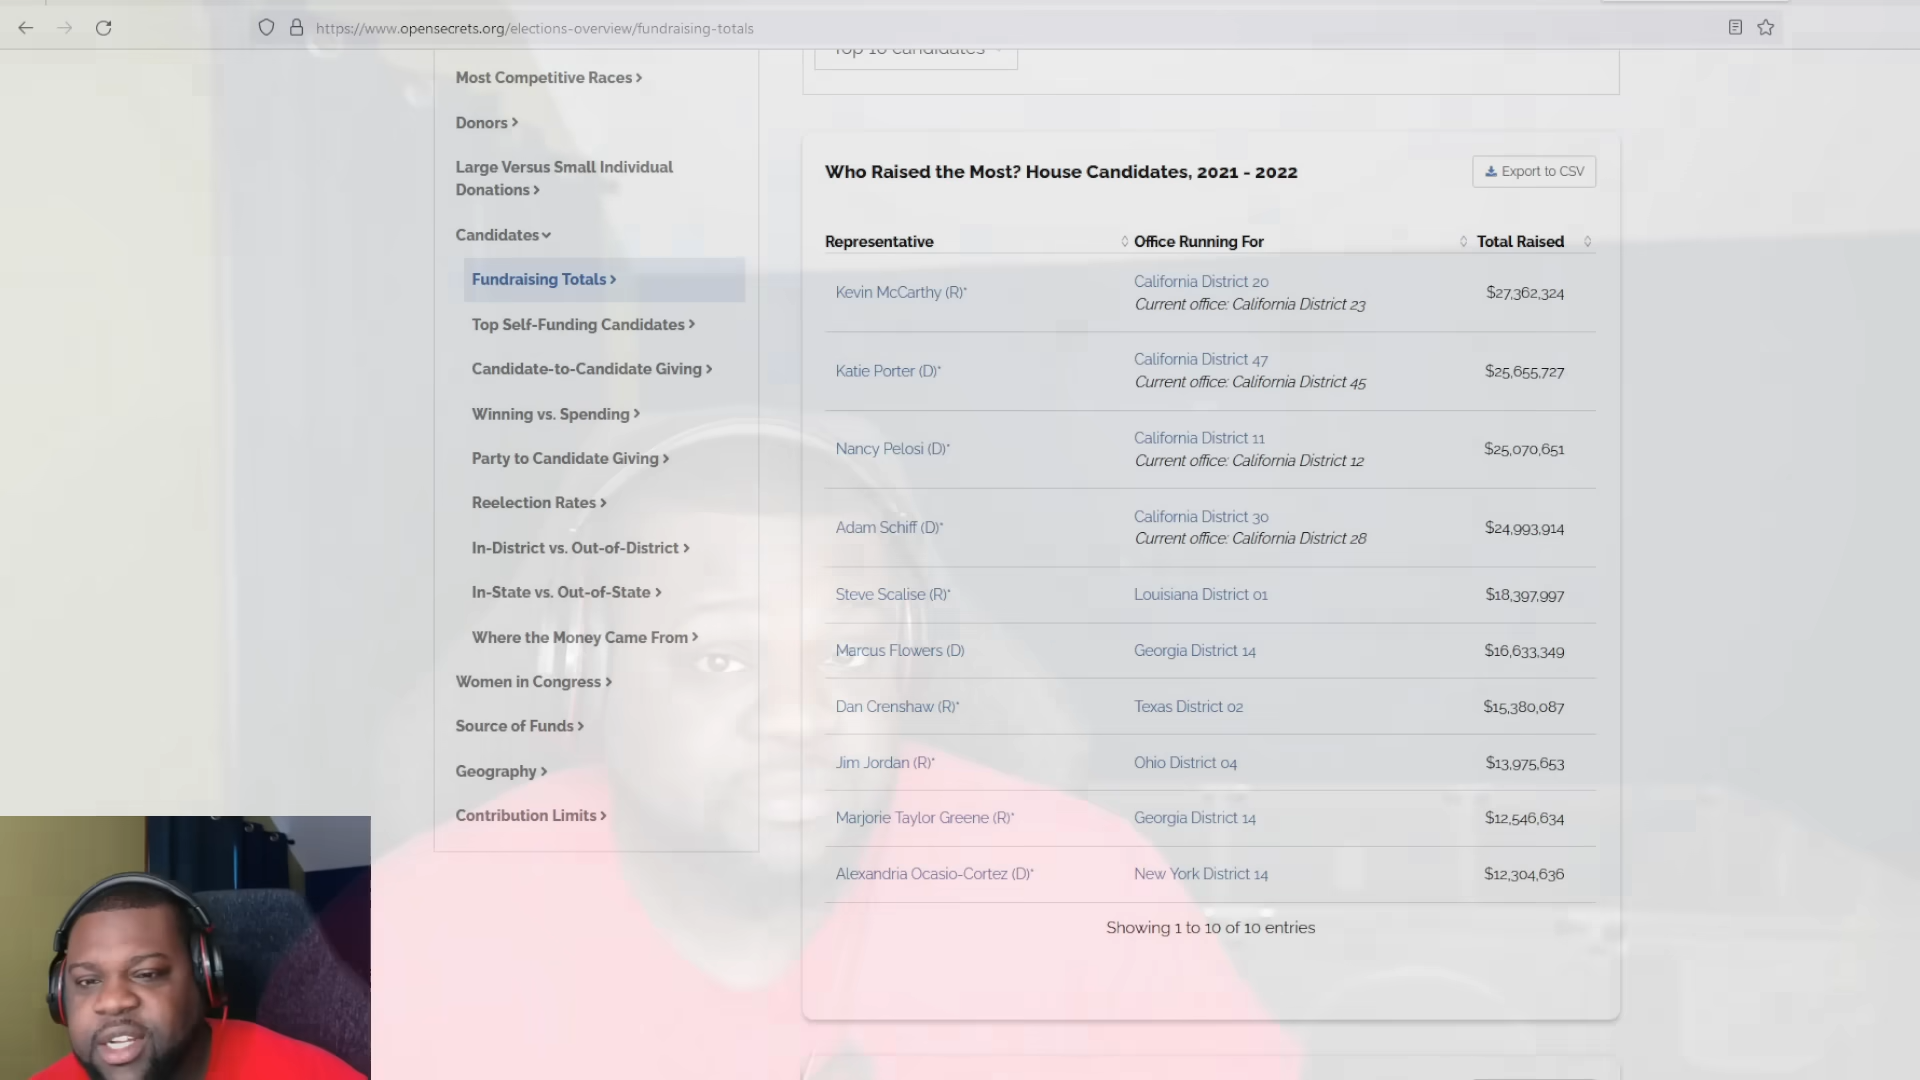 https://www.opensecrets.org/elections-overview/fundraising-totals
Top 10 candidates
Most Competitive Races
Donors
Large Versus Small Individual
Donations
Candidates
Fundraising Totals
Top Self-Funding Candidates
Candidate-to-Candidate Giving
Winning vs. Spending
Party to Candidate Giving
Reelection Rates
In-District vs. Out-of-District
In-State vs. Out-of-State
Where the Money Came From
Women in Congress
Source of Funds
Geography
Contribution Limits
Who Raised the Most? House Candidates, 2021 - 2022
Export to CSV
Representative Office Running For Total Raised
Kevin McCarthy (R)* California District 20 $27,362,324
Current office: California District 23
Katie Porter (D)* California District 47 $25,655,727
Current office: California District 45
Nancy Pelosi (D)* California District 11 $25,070,651
Current office: California District 12
Adam Schiff (D)* California District 30 $24,993,914
Current office: California District 28
Steve Scalise (R)* Louisiana District 01 $18,397,997
Marcus Flowers (D) Georgia District 14 $16,633,349
Dan Crenshaw (R)* Texas District 02 $15,380,087
Jim Jordan (R)* Ohio District 04 $13,975,653
Marjorie Taylor Greene (R)* Georgia District 14 $12,546,634
Alexandria Ocasio-Cortez (D)* New York District 14 $12,304,636
Showing 1 to 10 of 10 entries